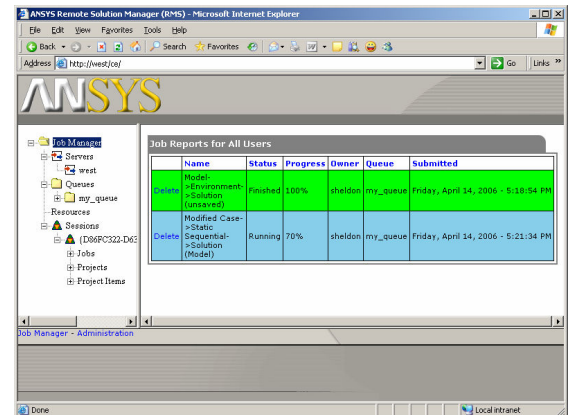 ANSYS Remote Solution Manager (RMS) - Microsoft Internet Explorer
File Edit View Favorites Tools Help
Back Search Favorites
Address http://west/ce/ Go Links »
ANSYS
Job Manager
Servers
west
Queues
my_queue
Resources
Sessions
(D86FC322-D63
Jobs
Projects
Project Items
Job Reports for All Users
Name Status Progress Owner Queue Submitted
Delete Model->Environment->Solution (unsaved) Finished 100% sheldon my_queue Friday, April 14, 2006 - 5:18:54 PM
Delete Modified Case->Static Sequential->Solution (Model) Running 70% sheldon my_queue Friday, April 14, 2006 - 5:21:34 PM
Job Manager - Administration
Done Local intranet